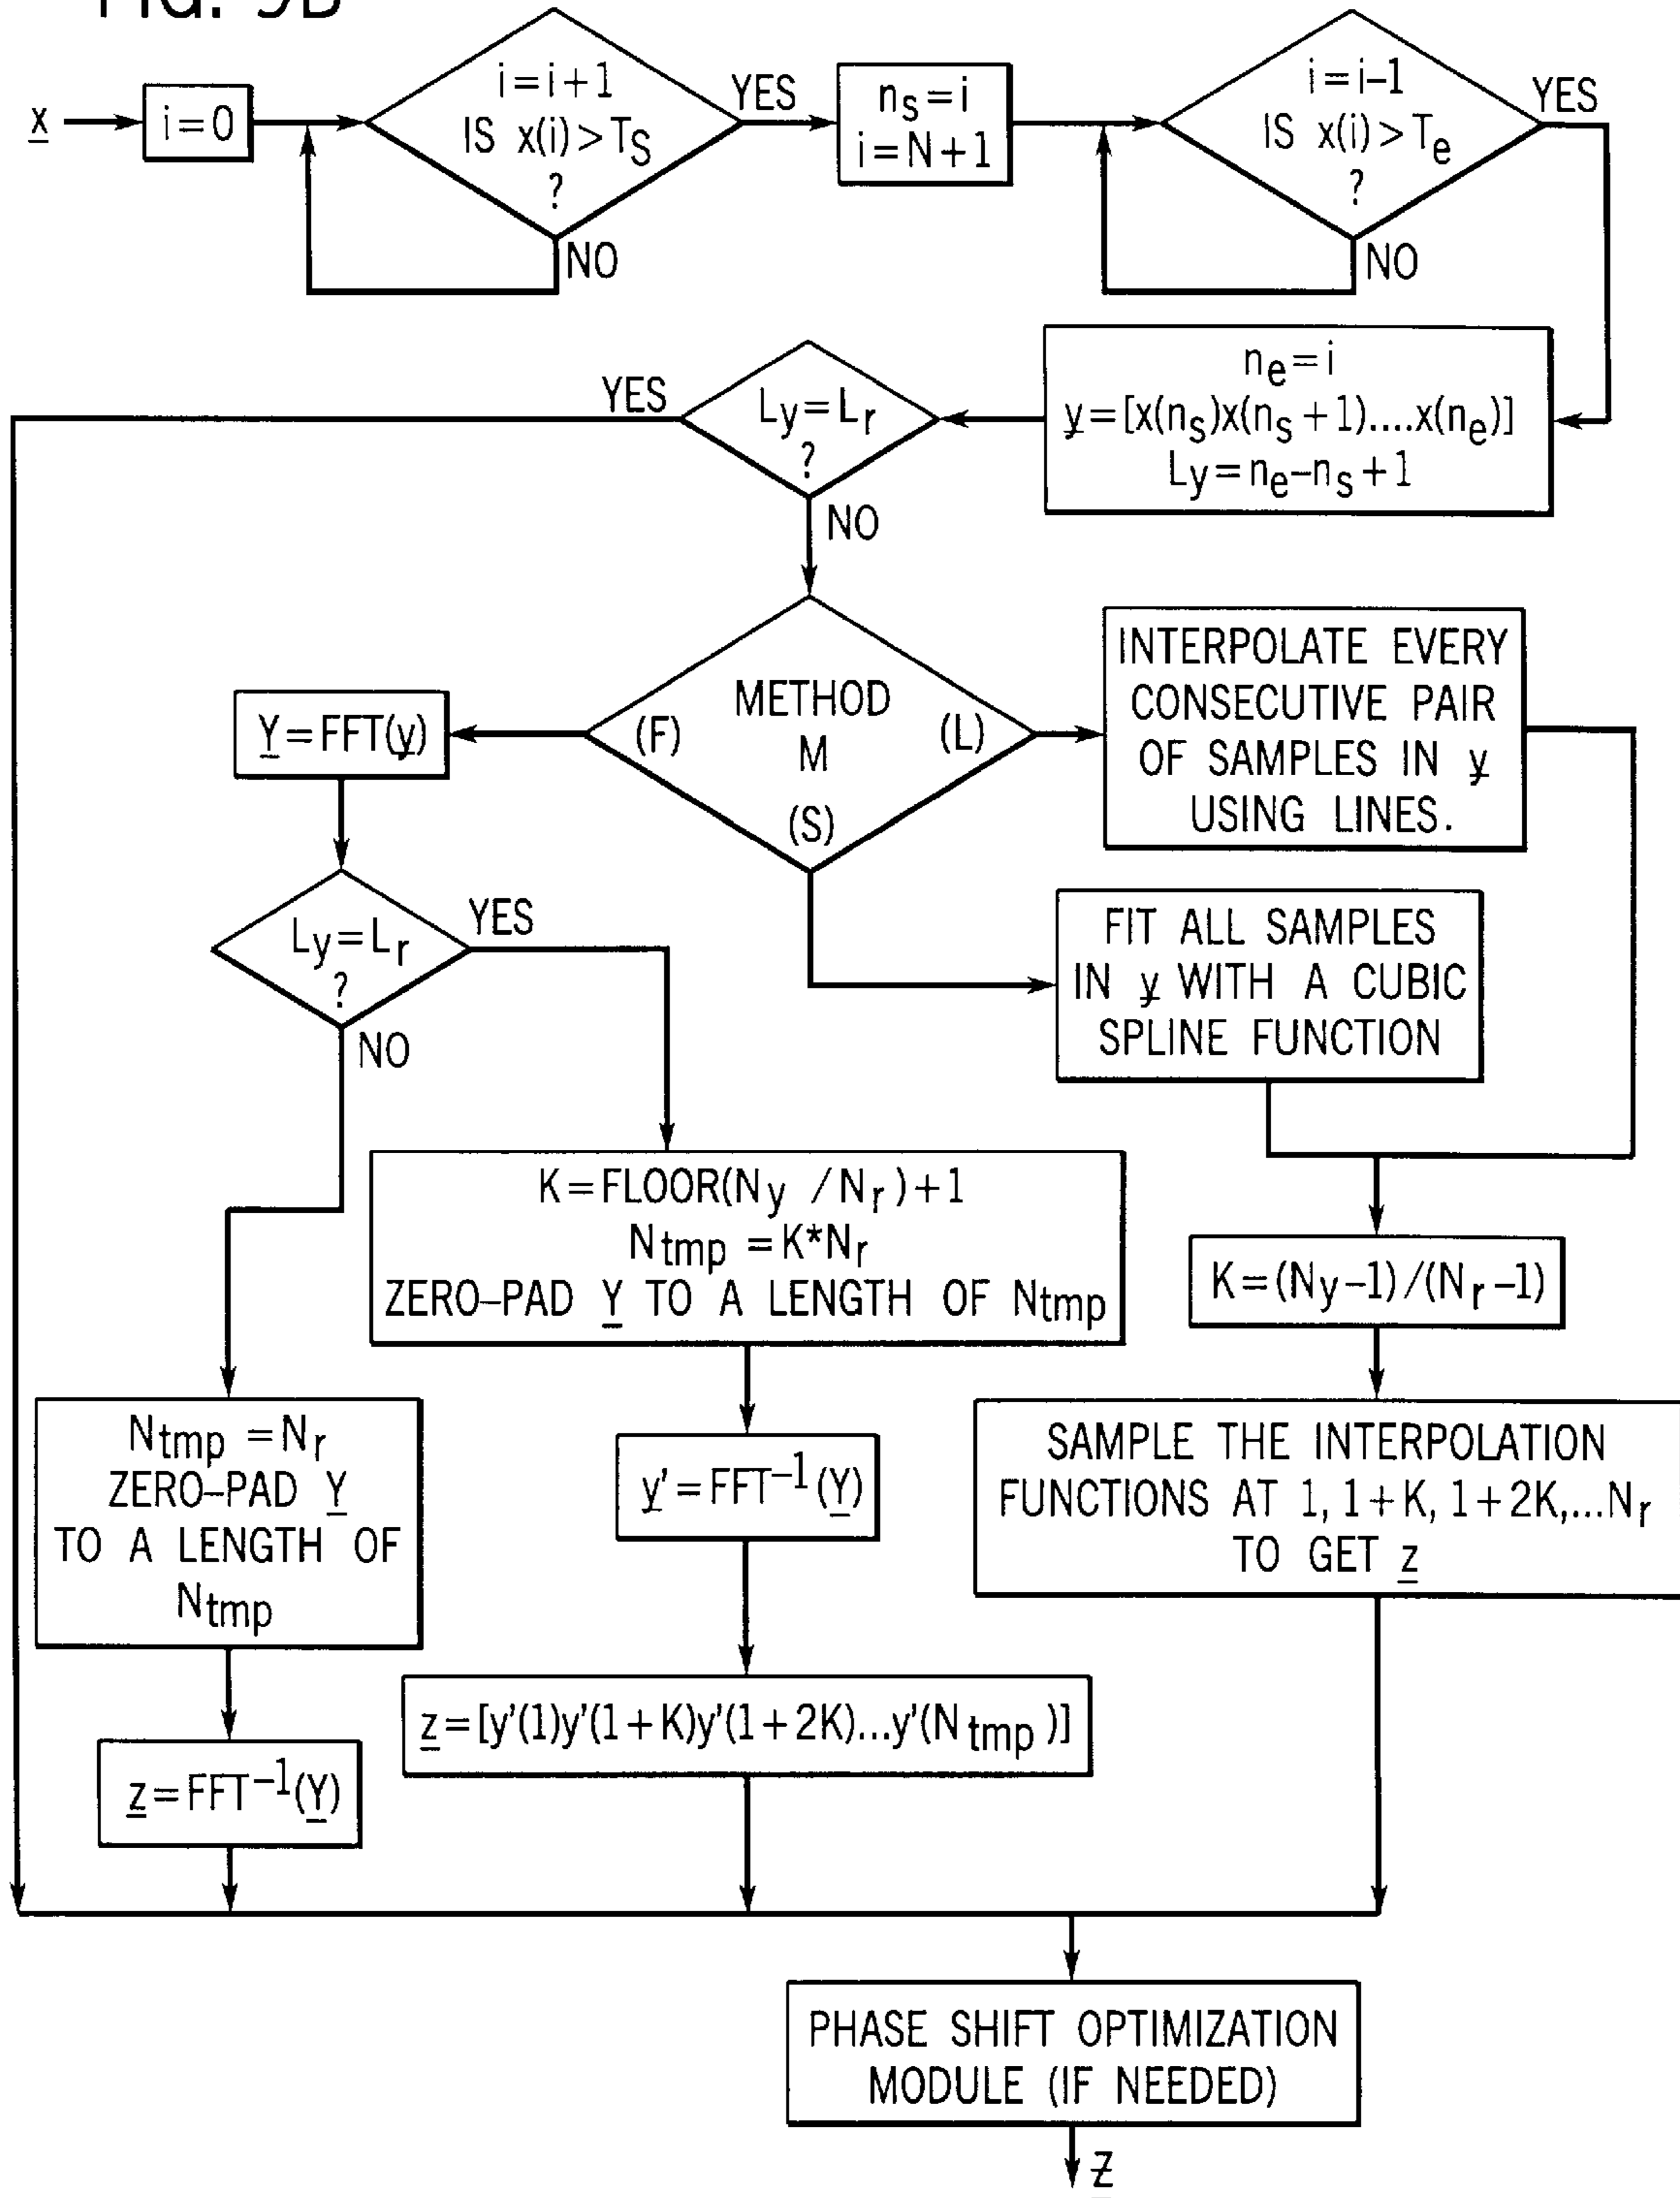 FIG. 9B
x
i=0
i=i+1
IS x(i)>TS
?
YES
NO
ns=i
i=N+1
i=i-1
IS x(i)>Te
?
YES
NO
ne=i
y=[x(ns)x(ns+1)....x(ne)]
Ly=ne-ns+1
Ly=Lr
?
YES
NO
METHOD
M
(F)
(L)
(S)
INTERPOLATE EVERY
CONSECUTIVE PAIR
OF SAMPLES IN y
USING LINES.
Y=FFT(y)
FIT ALL SAMPLES
IN y WITH A CUBIC
SPLINE FUNCTION
Ly=Lr
?
YES
NO
K=FLOOR(Ny /Nr)+1
Ntmp =K*Nr
ZERO-PAD Y TO A LENGTH OF Ntmp
K=(Ny-1)/(Nr-1)
Ntmp =Nr
ZERO-PAD Y
TO A LENGTH OF
Ntmp
y'=FFT-1(Y)
SAMPLE THE INTERPOLATION
FUNCTIONS AT 1, 1+K, 1+2K,...Nr
TO GET z
z=[y'(1)y'(1+K)y'(1+2K)...y'(Ntmp )]
z=FFT-1(Y)
PHASE SHIFT OPTIMIZATION
MODULE (IF NEEDED)
z